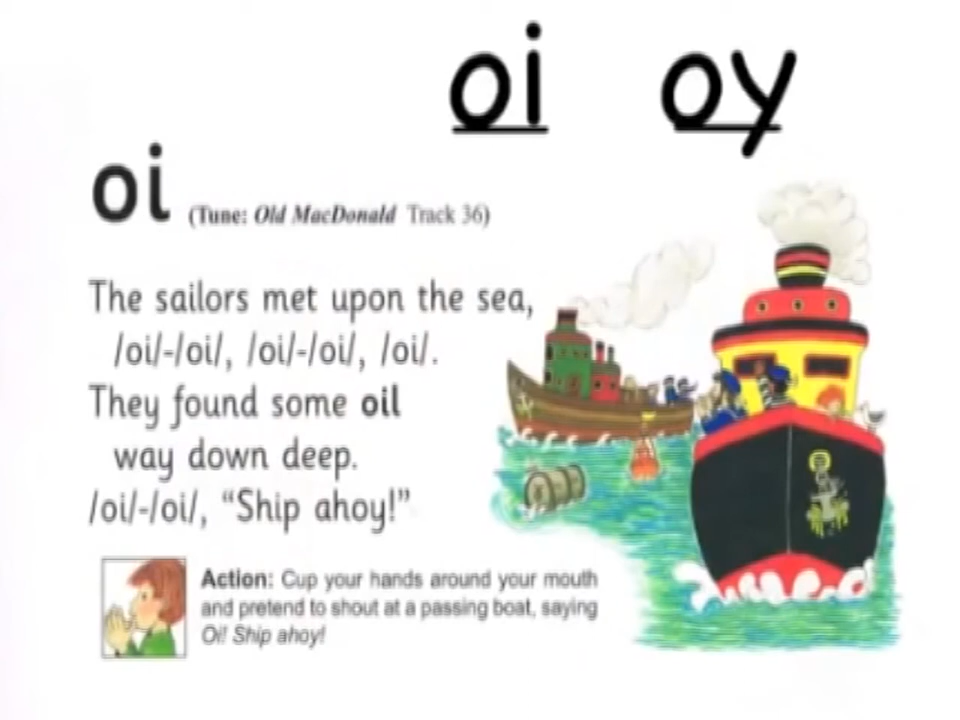 oi oy
oi (Tune: Old MacDonald Track 36)
The sailors met upon the sea,
/oi/-/oi/, /oi/-/oi/, /oi/.
They found some oil
way down deep.
/oi/-/oi/, “Ship ahoy!”
Action: Cup your hands around your mouth
and pretend to shout at a passing boat, saying
Oi! Ship ahoy!